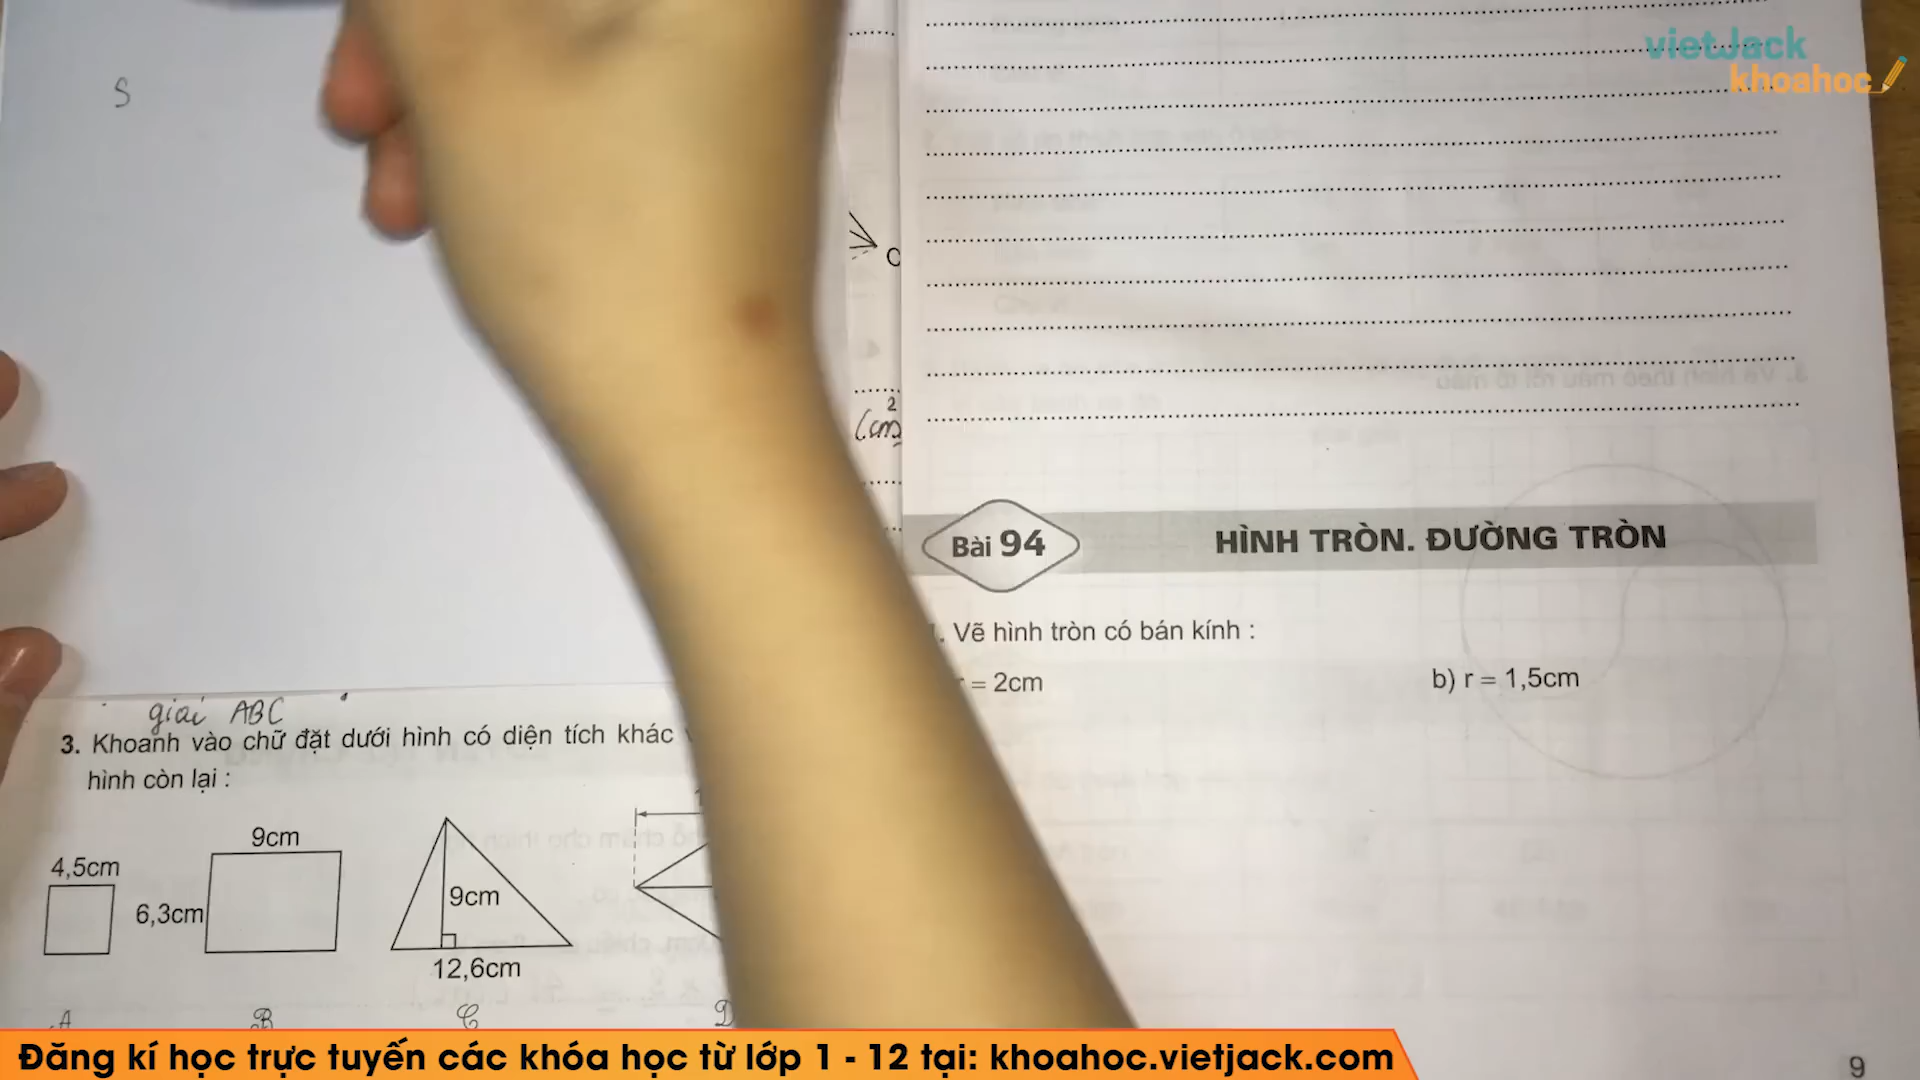 vietJack
khoahoc
S
C
2
(cm
Bài 94
HÌNH TRÒN. ĐƯỜNG TRÒN
. Vẽ hình tròn có bán kính :
= 2cm
b) r = 1,5cm
giai ABC
3. Khoanh vào chữ đặt dưới hình có diện tích khác
hình còn lại :
9cm
4,5cm
6,3cm
9cm
12,6cm
A
B
C
D
Đăng kí học trực tuyến các khóa học từ lớp 1 - 12 tại: khoahoc.vietjack.com
9